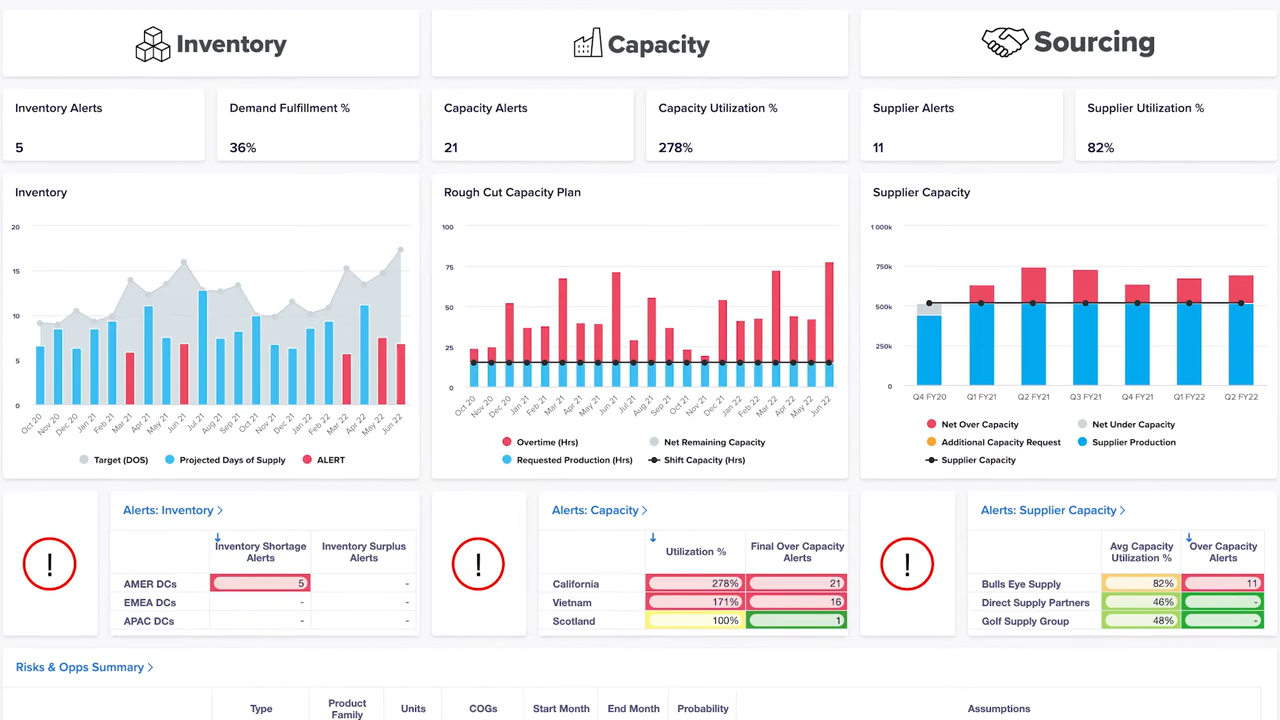 Inventory
Capacity
Sourcing
Inventory Alerts
5
Demand Fulfillment %
36%
Capacity Alerts
21
Capacity Utilization %
278%
Supplier Alerts
11
Supplier Utilization %
82%
Inventory
20
15
10
5
0
Oct 20 Nov 20 Dec 20 Jan 21 Feb 21 Mar 21 Apr 21 May 21 Jun 21 Jul 21 Aug 21 Sep 21 Oct 21 Nov 21 Dec 21 Jan 22 Feb 22 Mar 22 Apr 22 May 22 Jun 22
Target (DOS) Projected Days of Supply ALERT
Rough Cut Capacity Plan
100
75
50
25
0
Oct 20 Nov 20 Dec 20 Jan 21 Feb 21 Mar 21 Apr 21 May 21 Jun 21 Jul 21 Aug 21 Sep 21 Oct 21 Nov 21 Dec 21 Jan 22 Feb 22 Mar 22 Apr 22 May 22 Jun 22
Overtime (Hrs) Net Remaining Capacity
Requested Production (Hrs) Shift Capacity (Hrs)
Supplier Capacity
1 000k
750k
500k
250k
0
Q4 FY20 Q1 FY21 Q2 FY21 Q3 FY21 Q4 FY21 Q1 FY22 Q2 FY22
Net Over Capacity Net Under Capacity
Additional Capacity Request Supplier Production
Supplier Capacity
!
Alerts: Inventory >
Inventory Shortage Alerts Inventory Surplus Alerts
AMER DCs 5 -
EMEA DCs - -
APAC DCs - -
!
Alerts: Capacity >
Utilization % Final Over Capacity Alerts
California 278% 21
Vietnam 171% 16
Scotland 100% 1
!
Alerts: Supplier Capacity >
Avg Capacity Utilization % Over Capacity Alerts
Bulls Eye Supply 82% 11
Direct Supply Partners 46% -
Golf Supply Group 48% -
Risks & Opps Summary >
Type Product Family Units COGs Start Month End Month Probability Assumptions